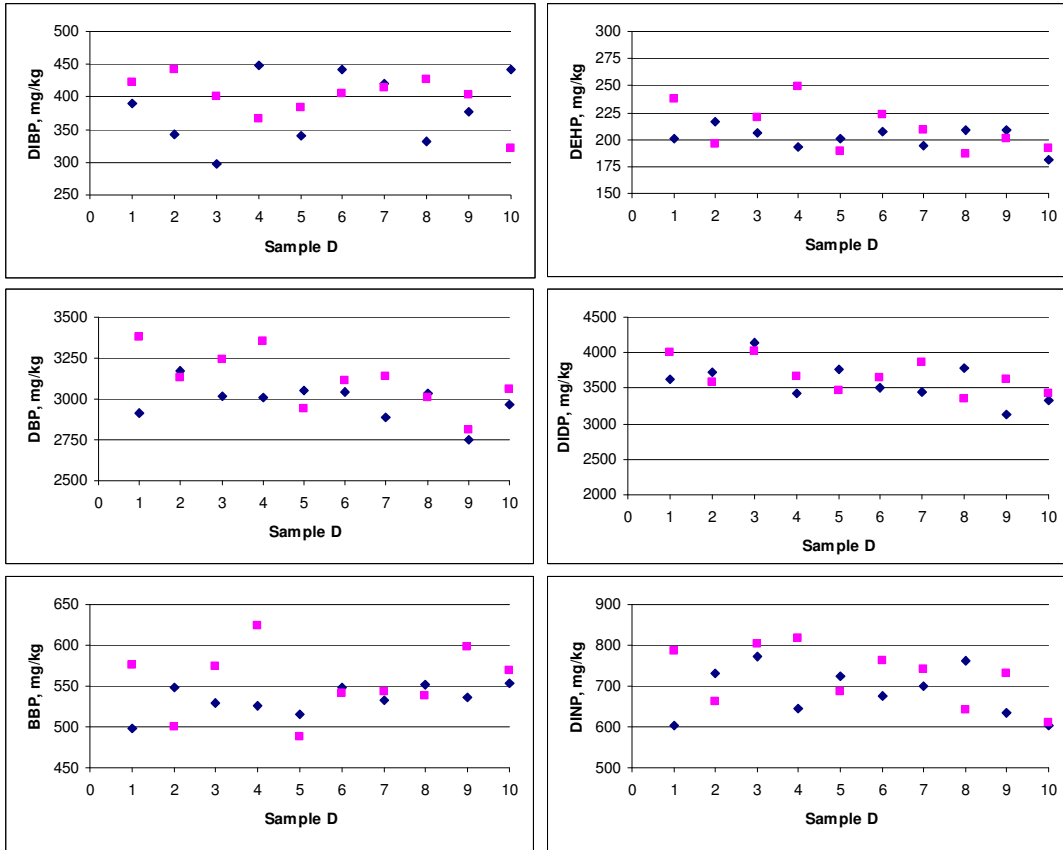 DIBP, mg/kg
500
450
400
350
300
250
0 1 2 3 4 5 6 7 8 9 10
Sample D
DEHP, mg/kg
300
275
250
225
200
175
150
0 1 2 3 4 5 6 7 8 9 10
Sample D
DBP, mg/kg
3500
3250
3000
2750
2500
0 1 2 3 4 5 6 7 8 9 10
Sample D
DIDP, mg/kg
4500
4000
3500
3000
2500
2000
0 1 2 3 4 5 6 7 8 9 10
Sample D
BBP, mg/kg
650
600
550
500
450
0 1 2 3 4 5 6 7 8 9 10
Sample D
DINP, mg/kg
900
800
700
600
500
0 1 2 3 4 5 6 7 8 9 10
Sample D